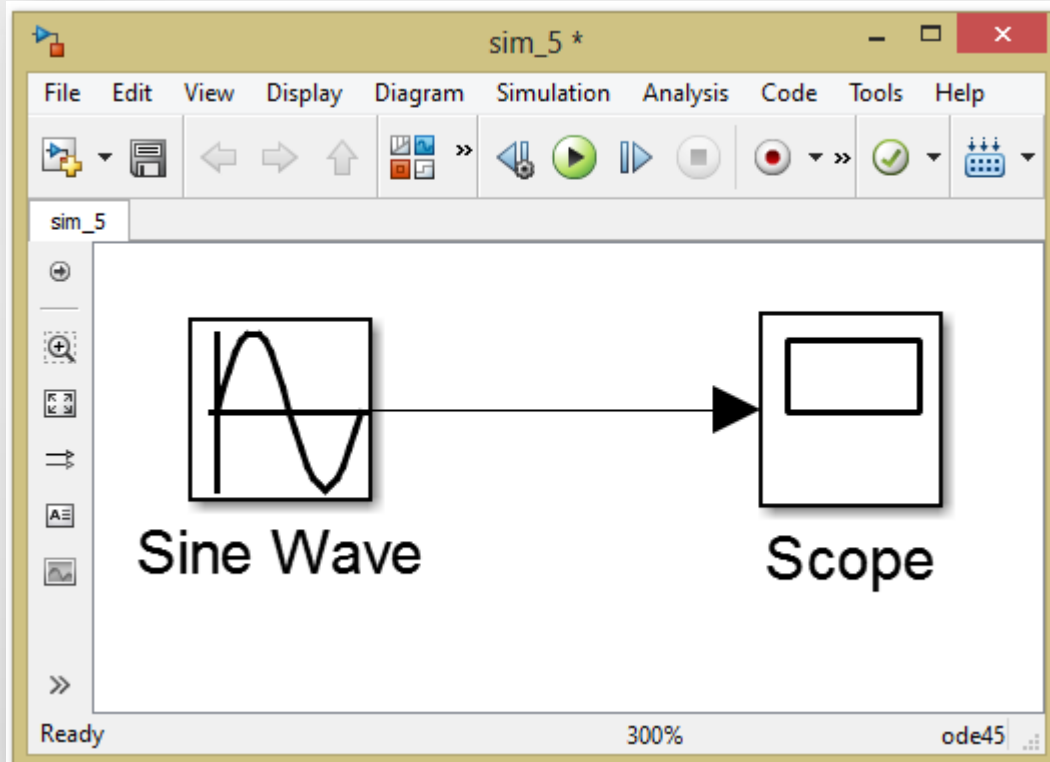 sim_5 *
File Edit View Display Diagram Simulation Analysis Code Tools Help
sim_5
Sine Wave
Scope
Ready 300% ode45